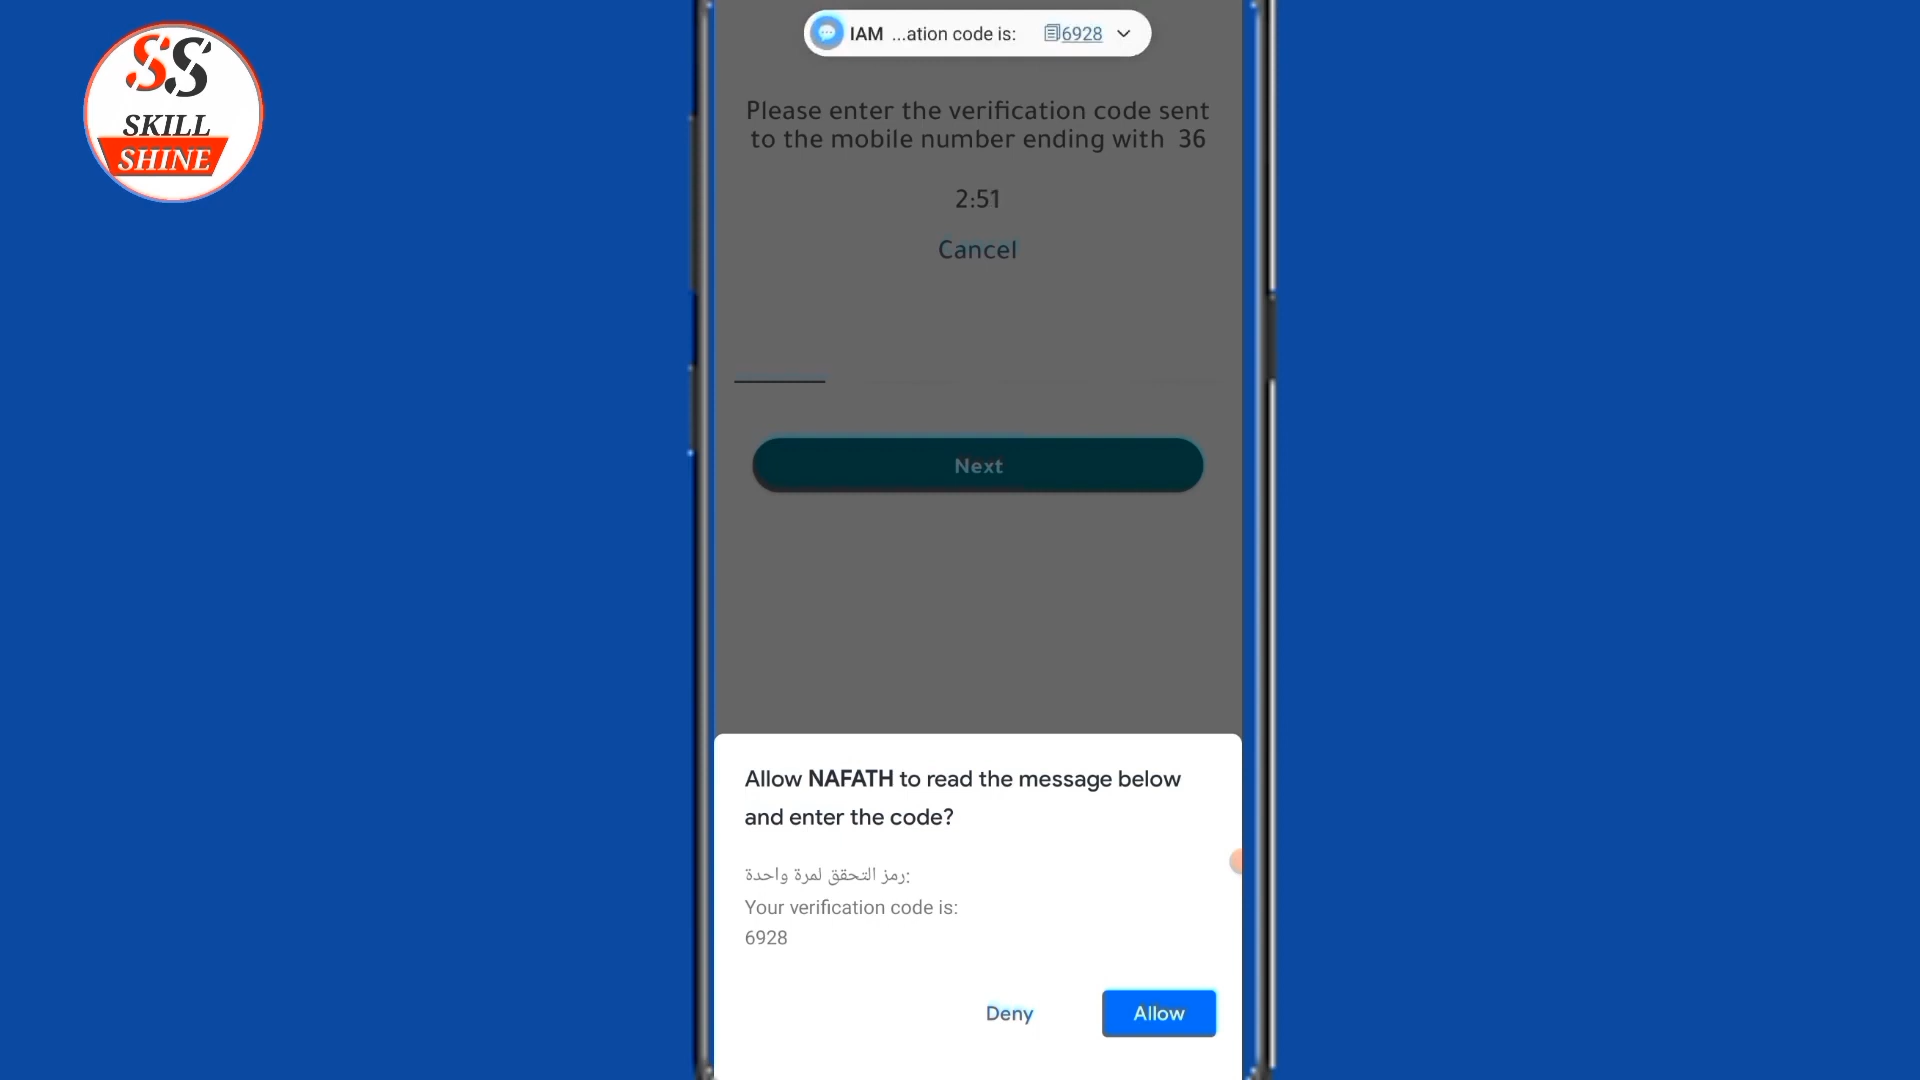 SS
SKILL
SHINE
IAM ...ation code is: 6928
Please enter the verification code sent
to the mobile number ending with 36
2:51
Cancel
Next
Allow NAFATH to read the message below
and enter the code?
رمز التحقق لمرة واحدة:
Your verification code is:
6928
Deny
Allow